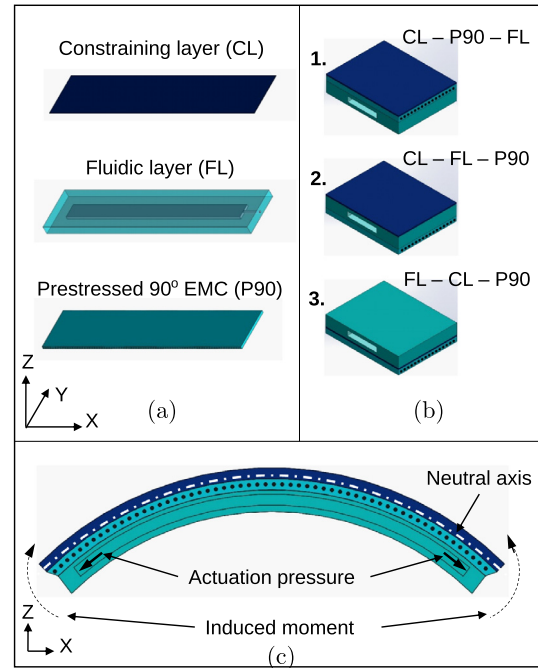 Constraining layer (CL)
Fluidic layer (FL)
Prestressed 90° EMC (P90)
Z
Y
X
(a)
CL – P90 – FL
1.
CL – FL – P90
2.
FL – CL – P90
3.
(b)
Neutral axis
Actuation pressure
Induced moment
Z
X
(c)